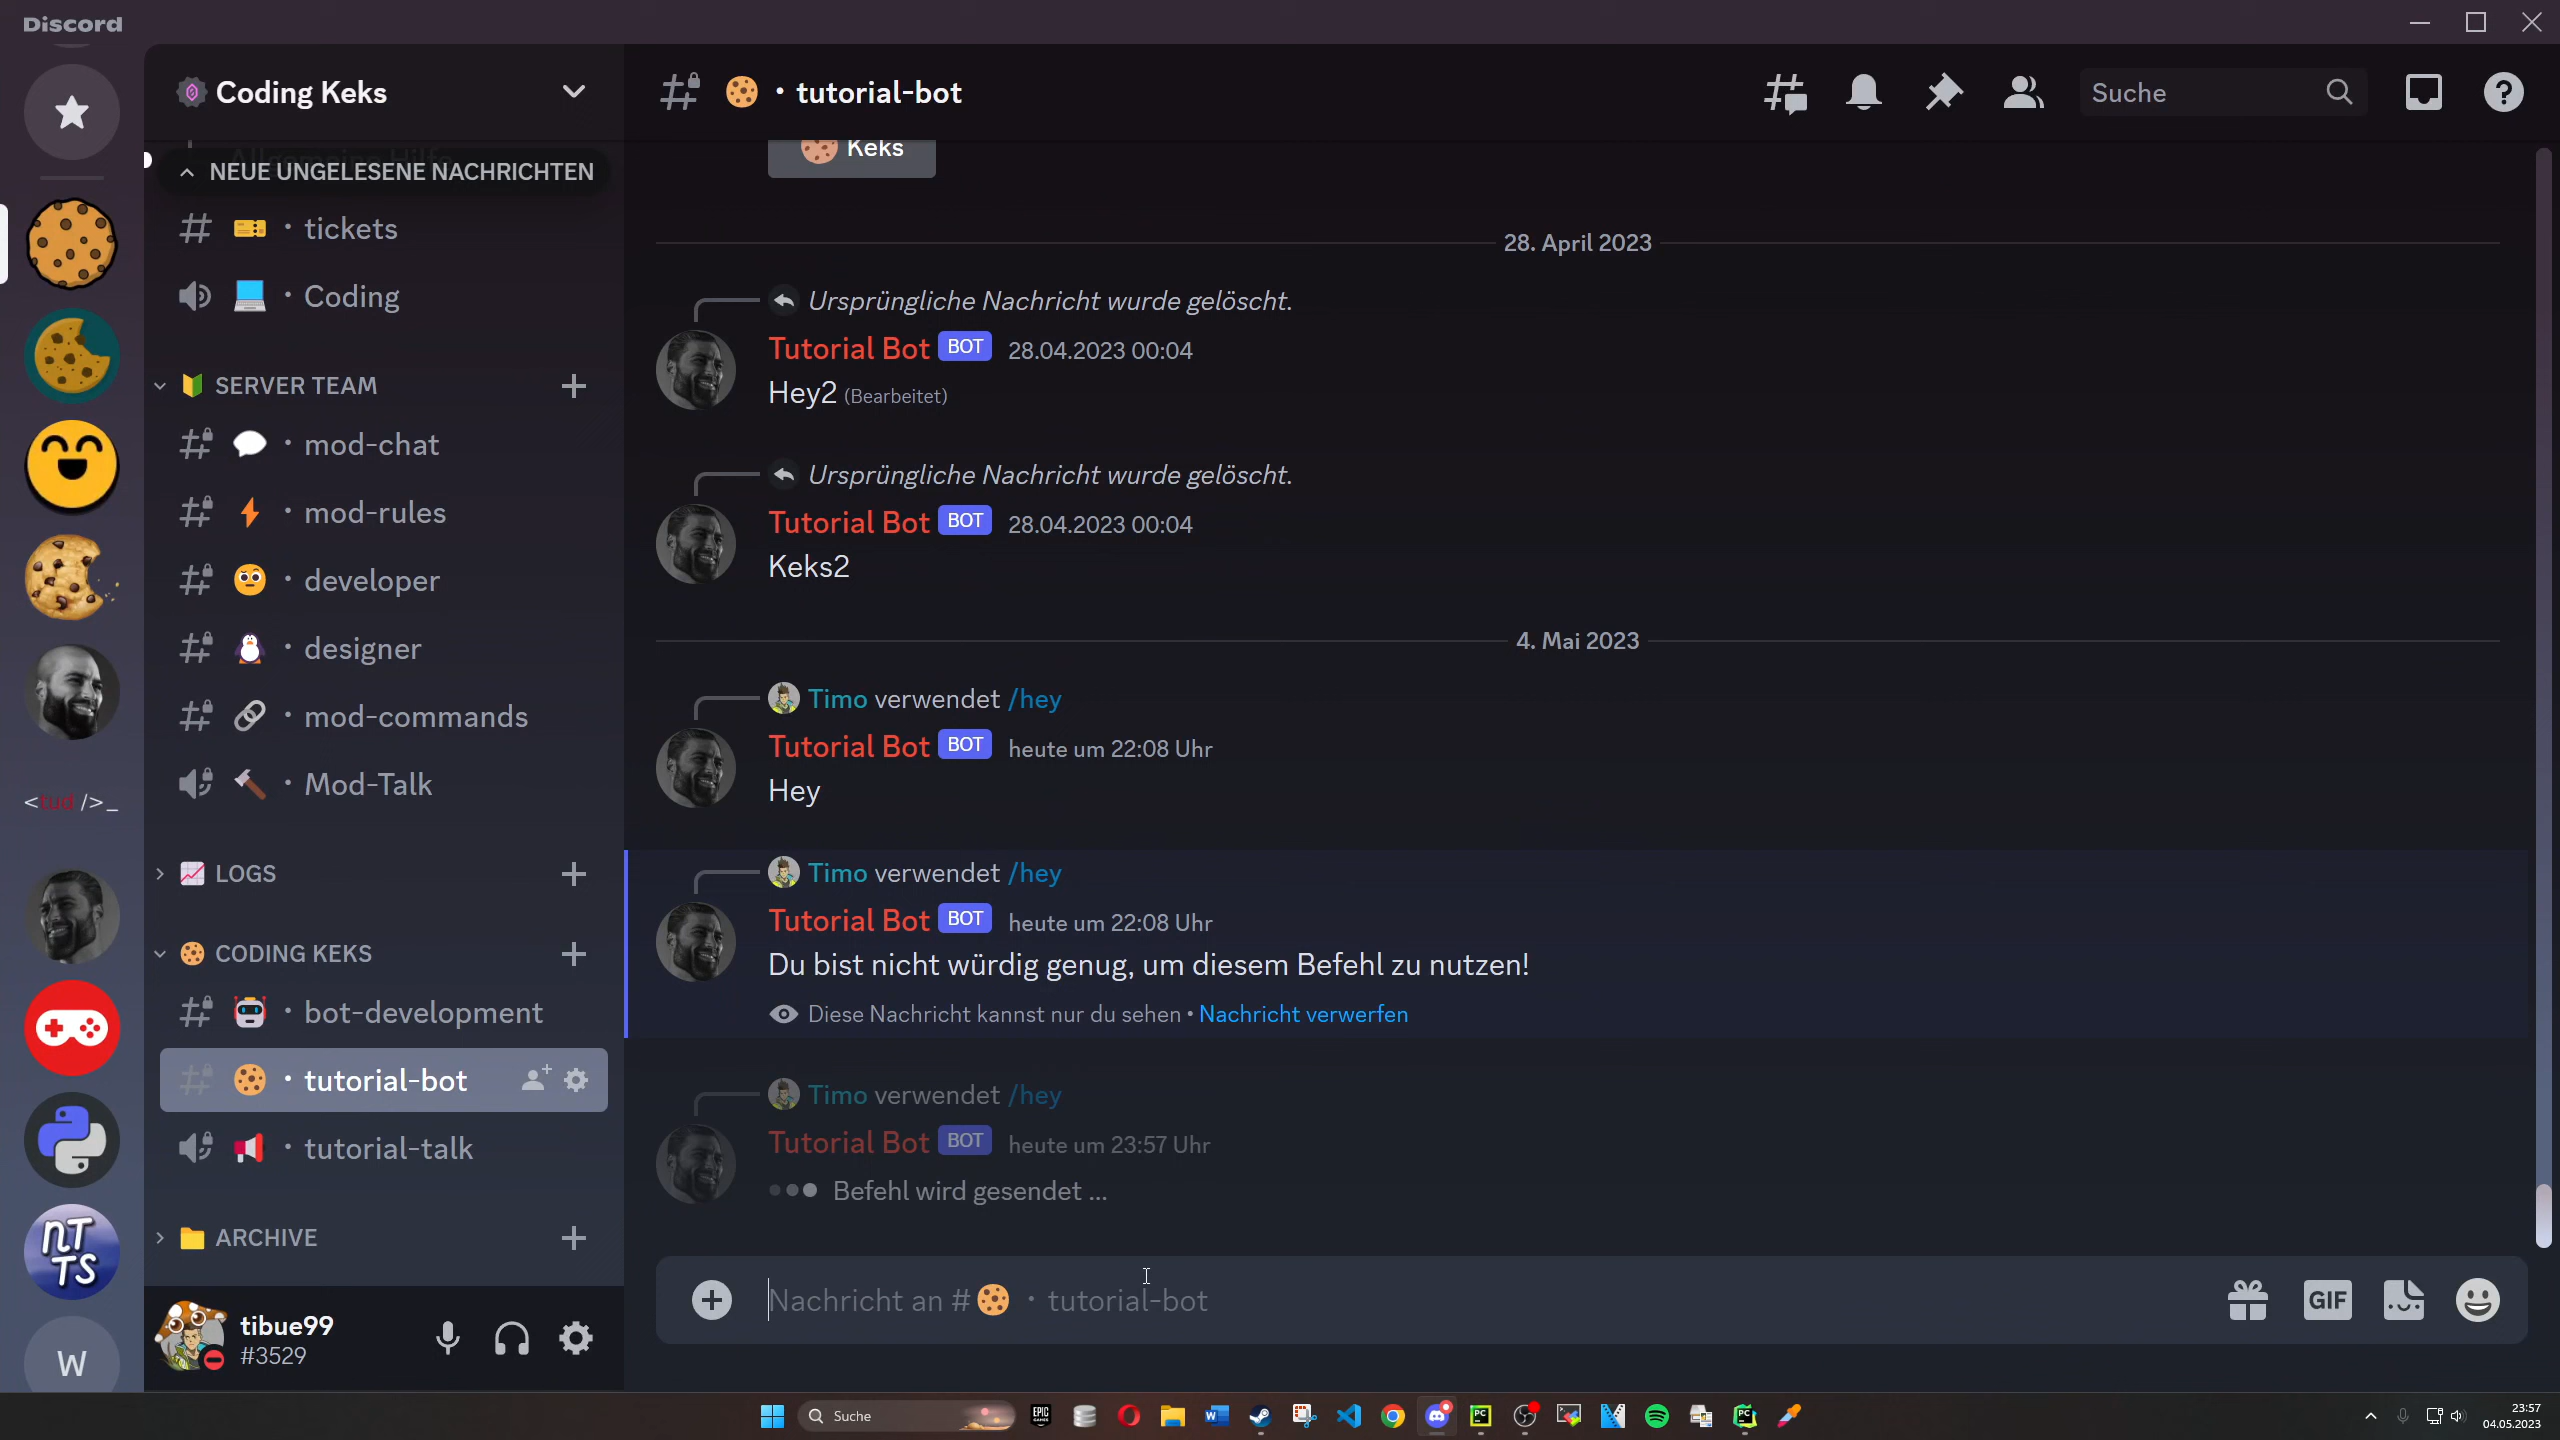 Discord
Coding Keks
NEUE UNGELESENE NACHRICHTEN
tickets
Coding
SERVER TEAM
mod-chat
mod-rules
developer
designer
mod-commands
Mod-Talk
LOGS
CODING KEKS
bot-development
tutorial-bot
tutorial-talk
ARCHIVE
tibue99
#3529
<tud />_
nT
TS
W
tutorial-bot
Suche
Keks
28. April 2023
Ursprüngliche Nachricht wurde gelöscht.
Tutorial Bot BOT 28.04.2023 00:04
Hey2 (Bearbeitet)
Ursprüngliche Nachricht wurde gelöscht.
Tutorial Bot BOT 28.04.2023 00:04
Keks2
4. Mai 2023
Timo verwendet /hey
Tutorial Bot BOT heute um 22:08 Uhr
Hey
Timo verwendet /hey
Tutorial Bot BOT heute um 22:08 Uhr
Du bist nicht würdig genug, um diesem Befehl zu nutzen!
Diese Nachricht kannst nur du sehen • Nachricht verwerfen
Timo verwendet /hey
Tutorial Bot BOT heute um 23:57 Uhr
Befehl wird gesendet ...
Nachricht an # • tutorial-bot
GIF
Suche
23:57
04.05.2023